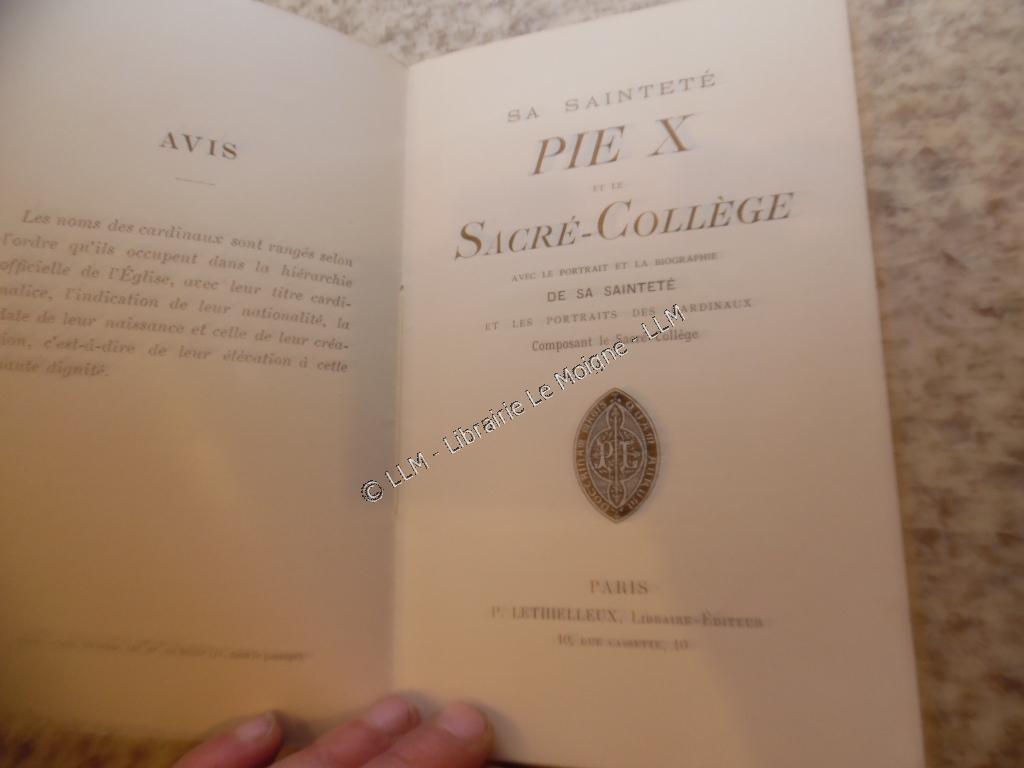 AVIS
Les noms des cardinaux sont rangés selon
l'ordre qu'ils occupent dans la hiérarchie
officielle de l'Église, avec leur titre cardi-
nalice, l'indication de leur nationalité, la
date de leur naissance et celle de leur créa-
tion, c'est-à-dire de leur élévation à cette
haute dignité.
SA SAINTETÉ
PIE X
ET LE
SACRÉ-COLLÈGE
AVEC LE PORTRAIT ET LA BIOGRAPHIE
DE SA SAINTETÉ
ET LES PORTRAITS DES CARDINAUX
Composant le Sacré-Collège
P.L.
PARIS
P. LETHIELLEUX, LIBRAIRE-ÉDITEUR
10, RUE CASSETTE, 10
© LLM - Librairie Le Moigne - LLM